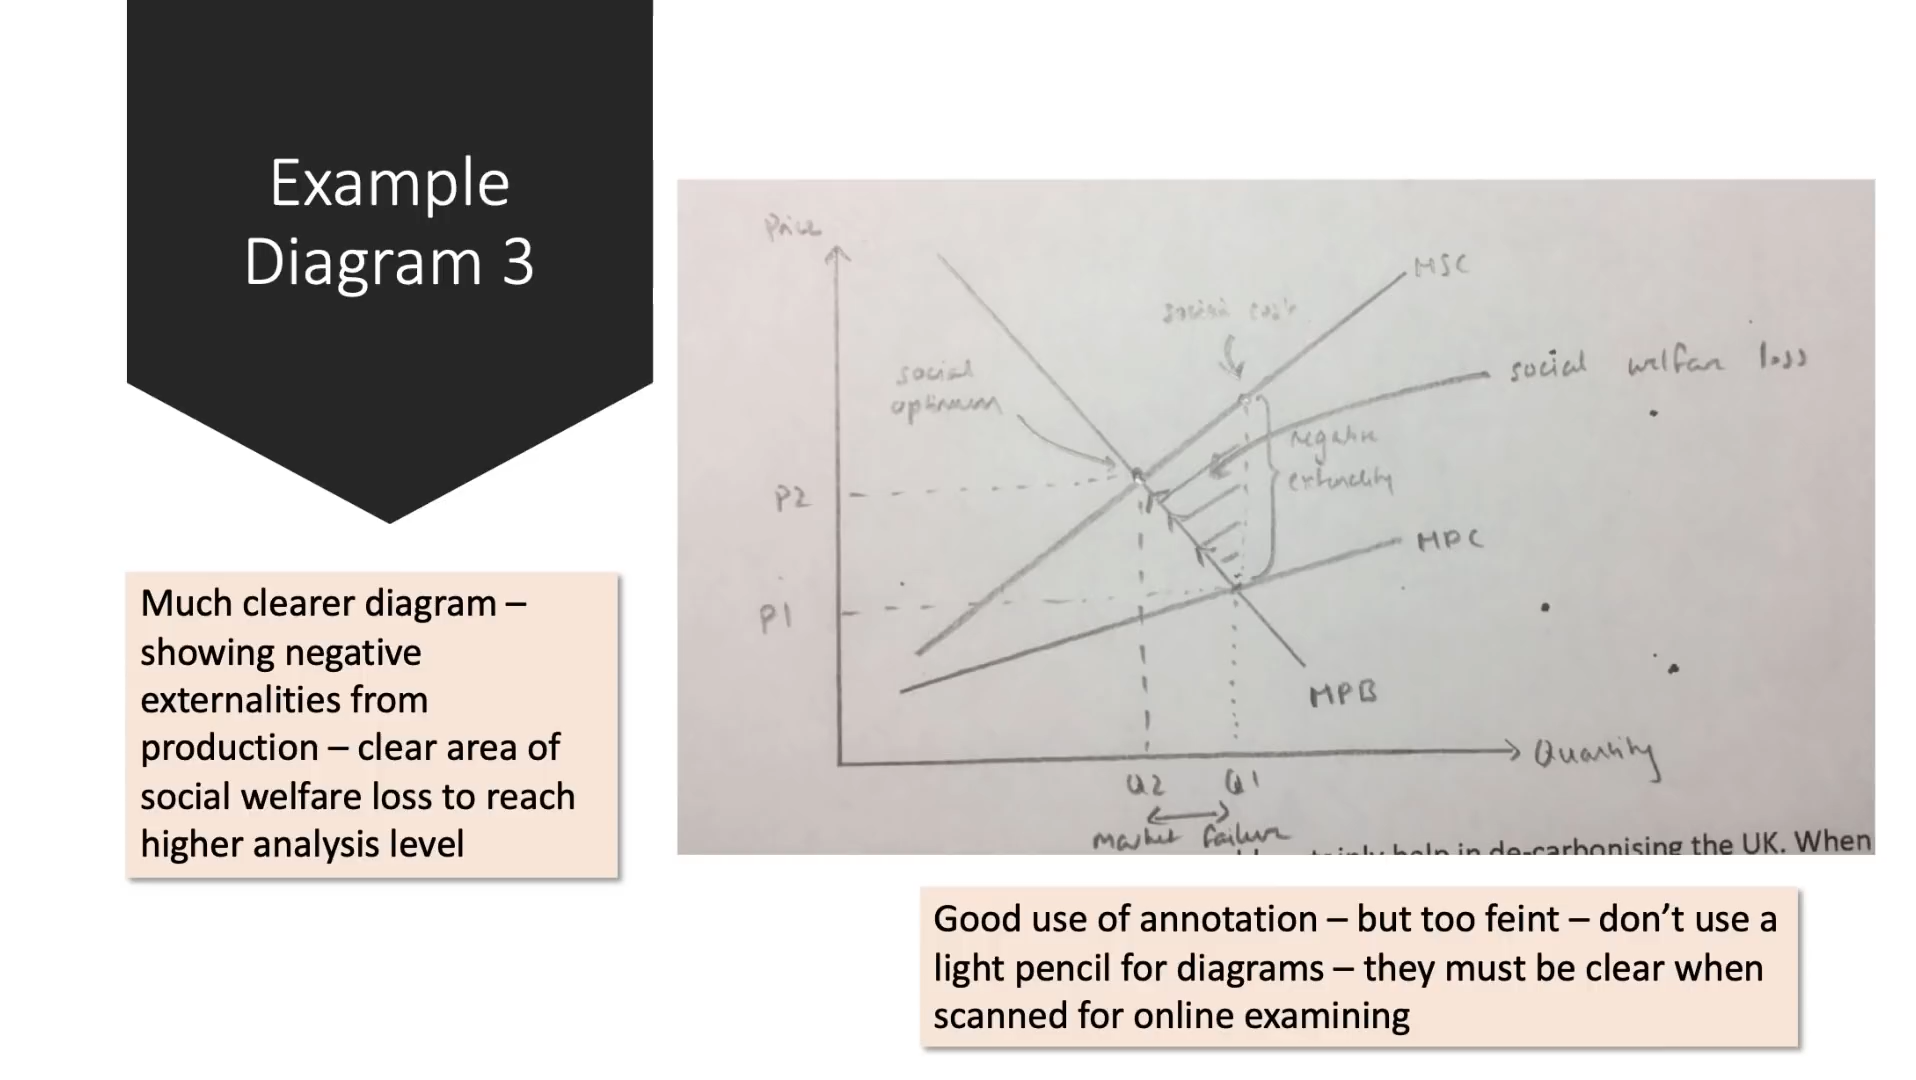 Example
Diagram 3
Much clearer diagram –
showing negative
externalities from
production – clear area of
social welfare loss to reach
higher analysis level
Price
MSC
social cost
social welfare loss
social
optimum
negative
externality
P2
MPC
P1
MPB
Quantity
Q2 Q1
market failure
help in de-carbonising the UK. When
Good use of annotation – but too feint – don’t use a
light pencil for diagrams – they must be clear when
scanned for online examining